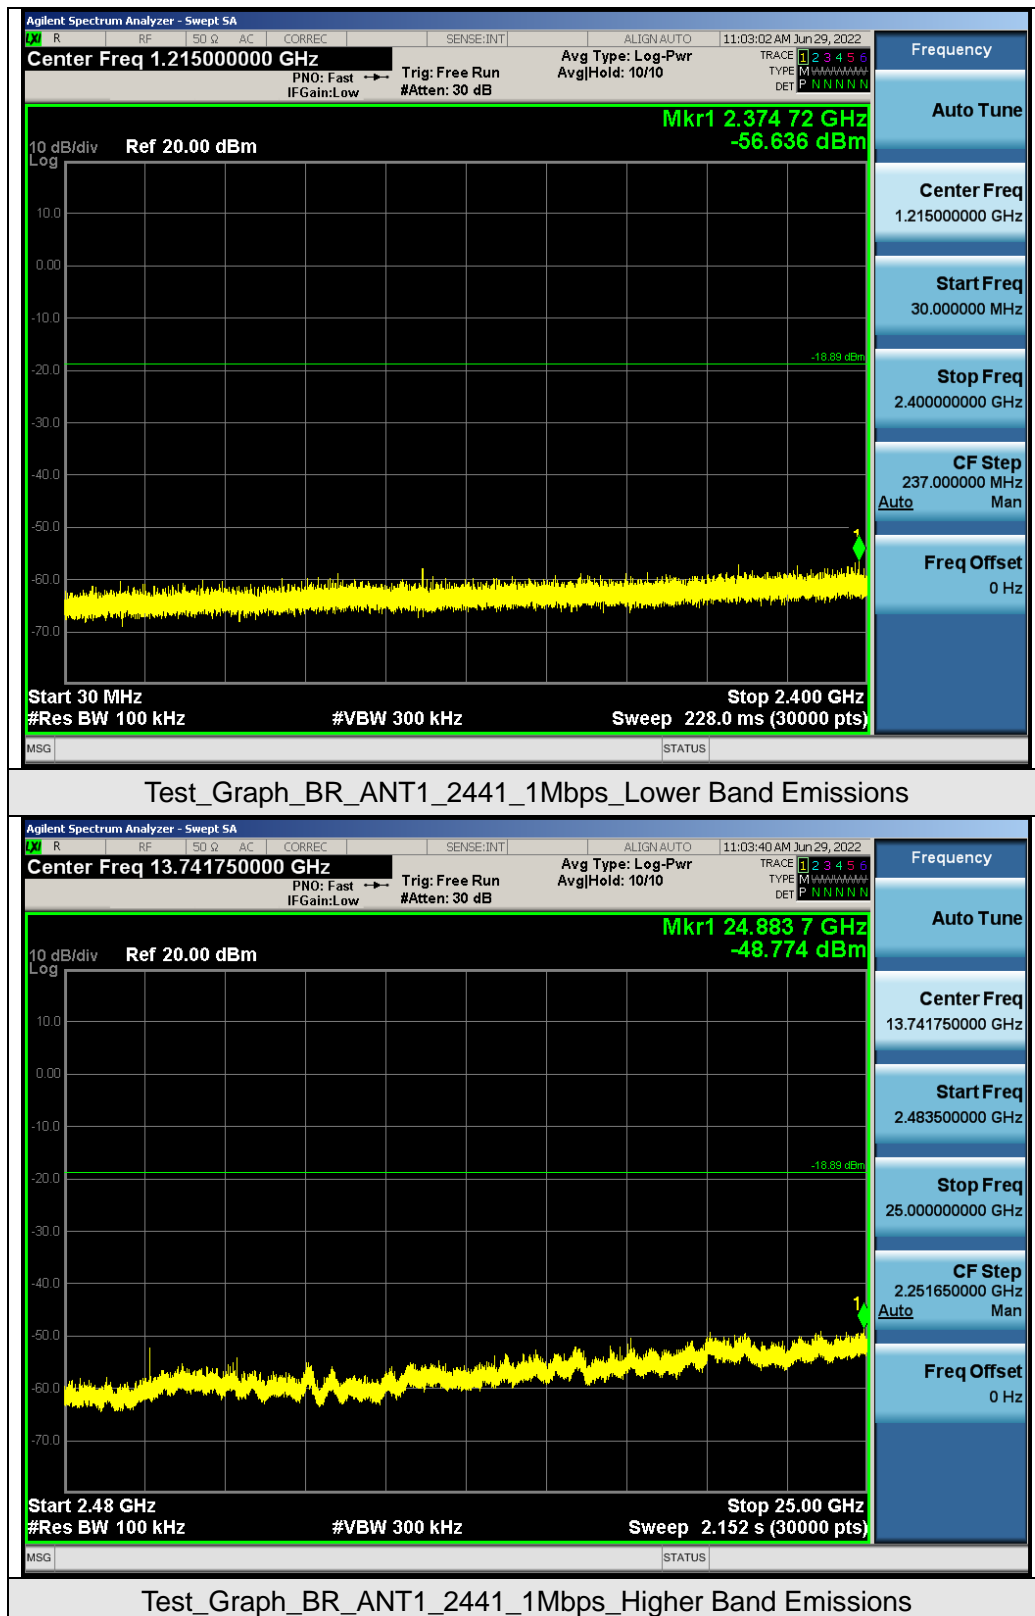 Agilent Spectrum Analyzer - Swept SA
LXI R RF 50 Ω AC CORREC SENSE:INT ALIGN AUTO 11:03:02 AM Jun 29, 2022
Center Freq 1.215000000 GHz
PNO: Fast
IFGain:Low
Trig: Free Run
#Atten: 30 dB
Avg Type: Log-Pwr
Avg|Hold: 10/10
TRACE 1 2 3 4 5 6
TYPE M WWWWW
DET P N N N N N
Mkr1 2.374 72 GHz
-56.636 dBm
10 dB/div Ref 20.00 dBm
Log
10.0
0.00
-10.0
-18.89 dBm
-20.0
-30.0
-40.0
-50.0
1
-60.0
-70.0
Start 30 MHz Stop 2.400 GHz
#Res BW 100 kHz #VBW 300 kHz Sweep 228.0 ms (30000 pts)
MSG STATUS
Frequency
Auto Tune
Center Freq
1.215000000 GHz
Start Freq
30.000000 MHz
Stop Freq
2.400000000 GHz
CF Step
237.000000 MHz
Auto Man
Freq Offset
0 Hz
Test_Graph_BR_ANT1_2441_1Mbps_Lower Band Emissions
Agilent Spectrum Analyzer - Swept SA
LXI R RF 50 Ω AC CORREC SENSE:INT ALIGN AUTO 11:03:40 AM Jun 29, 2022
Center Freq 13.741750000 GHz
PNO: Fast
IFGain:Low
Trig: Free Run
#Atten: 30 dB
Avg Type: Log-Pwr
Avg|Hold: 10/10
TRACE 1 2 3 4 5 6
TYPE M WWWWW
DET P N N N N N
Mkr1 24.883 7 GHz
-48.774 dBm
10 dB/div Ref 20.00 dBm
Log
10.0
0.00
-10.0
-18.89 dBm
-20.0
-30.0
-40.0
1
-50.0
-60.0
-70.0
Start 2.48 GHz Stop 25.00 GHz
#Res BW 100 kHz #VBW 300 kHz Sweep 2.152 s (30000 pts)
MSG STATUS
Frequency
Auto Tune
Center Freq
13.741750000 GHz
Start Freq
2.483500000 GHz
Stop Freq
25.000000000 GHz
CF Step
2.251650000 GHz
Auto Man
Freq Offset
0 Hz
Test_Graph_BR_ANT1_2441_1Mbps_Higher Band Emissions